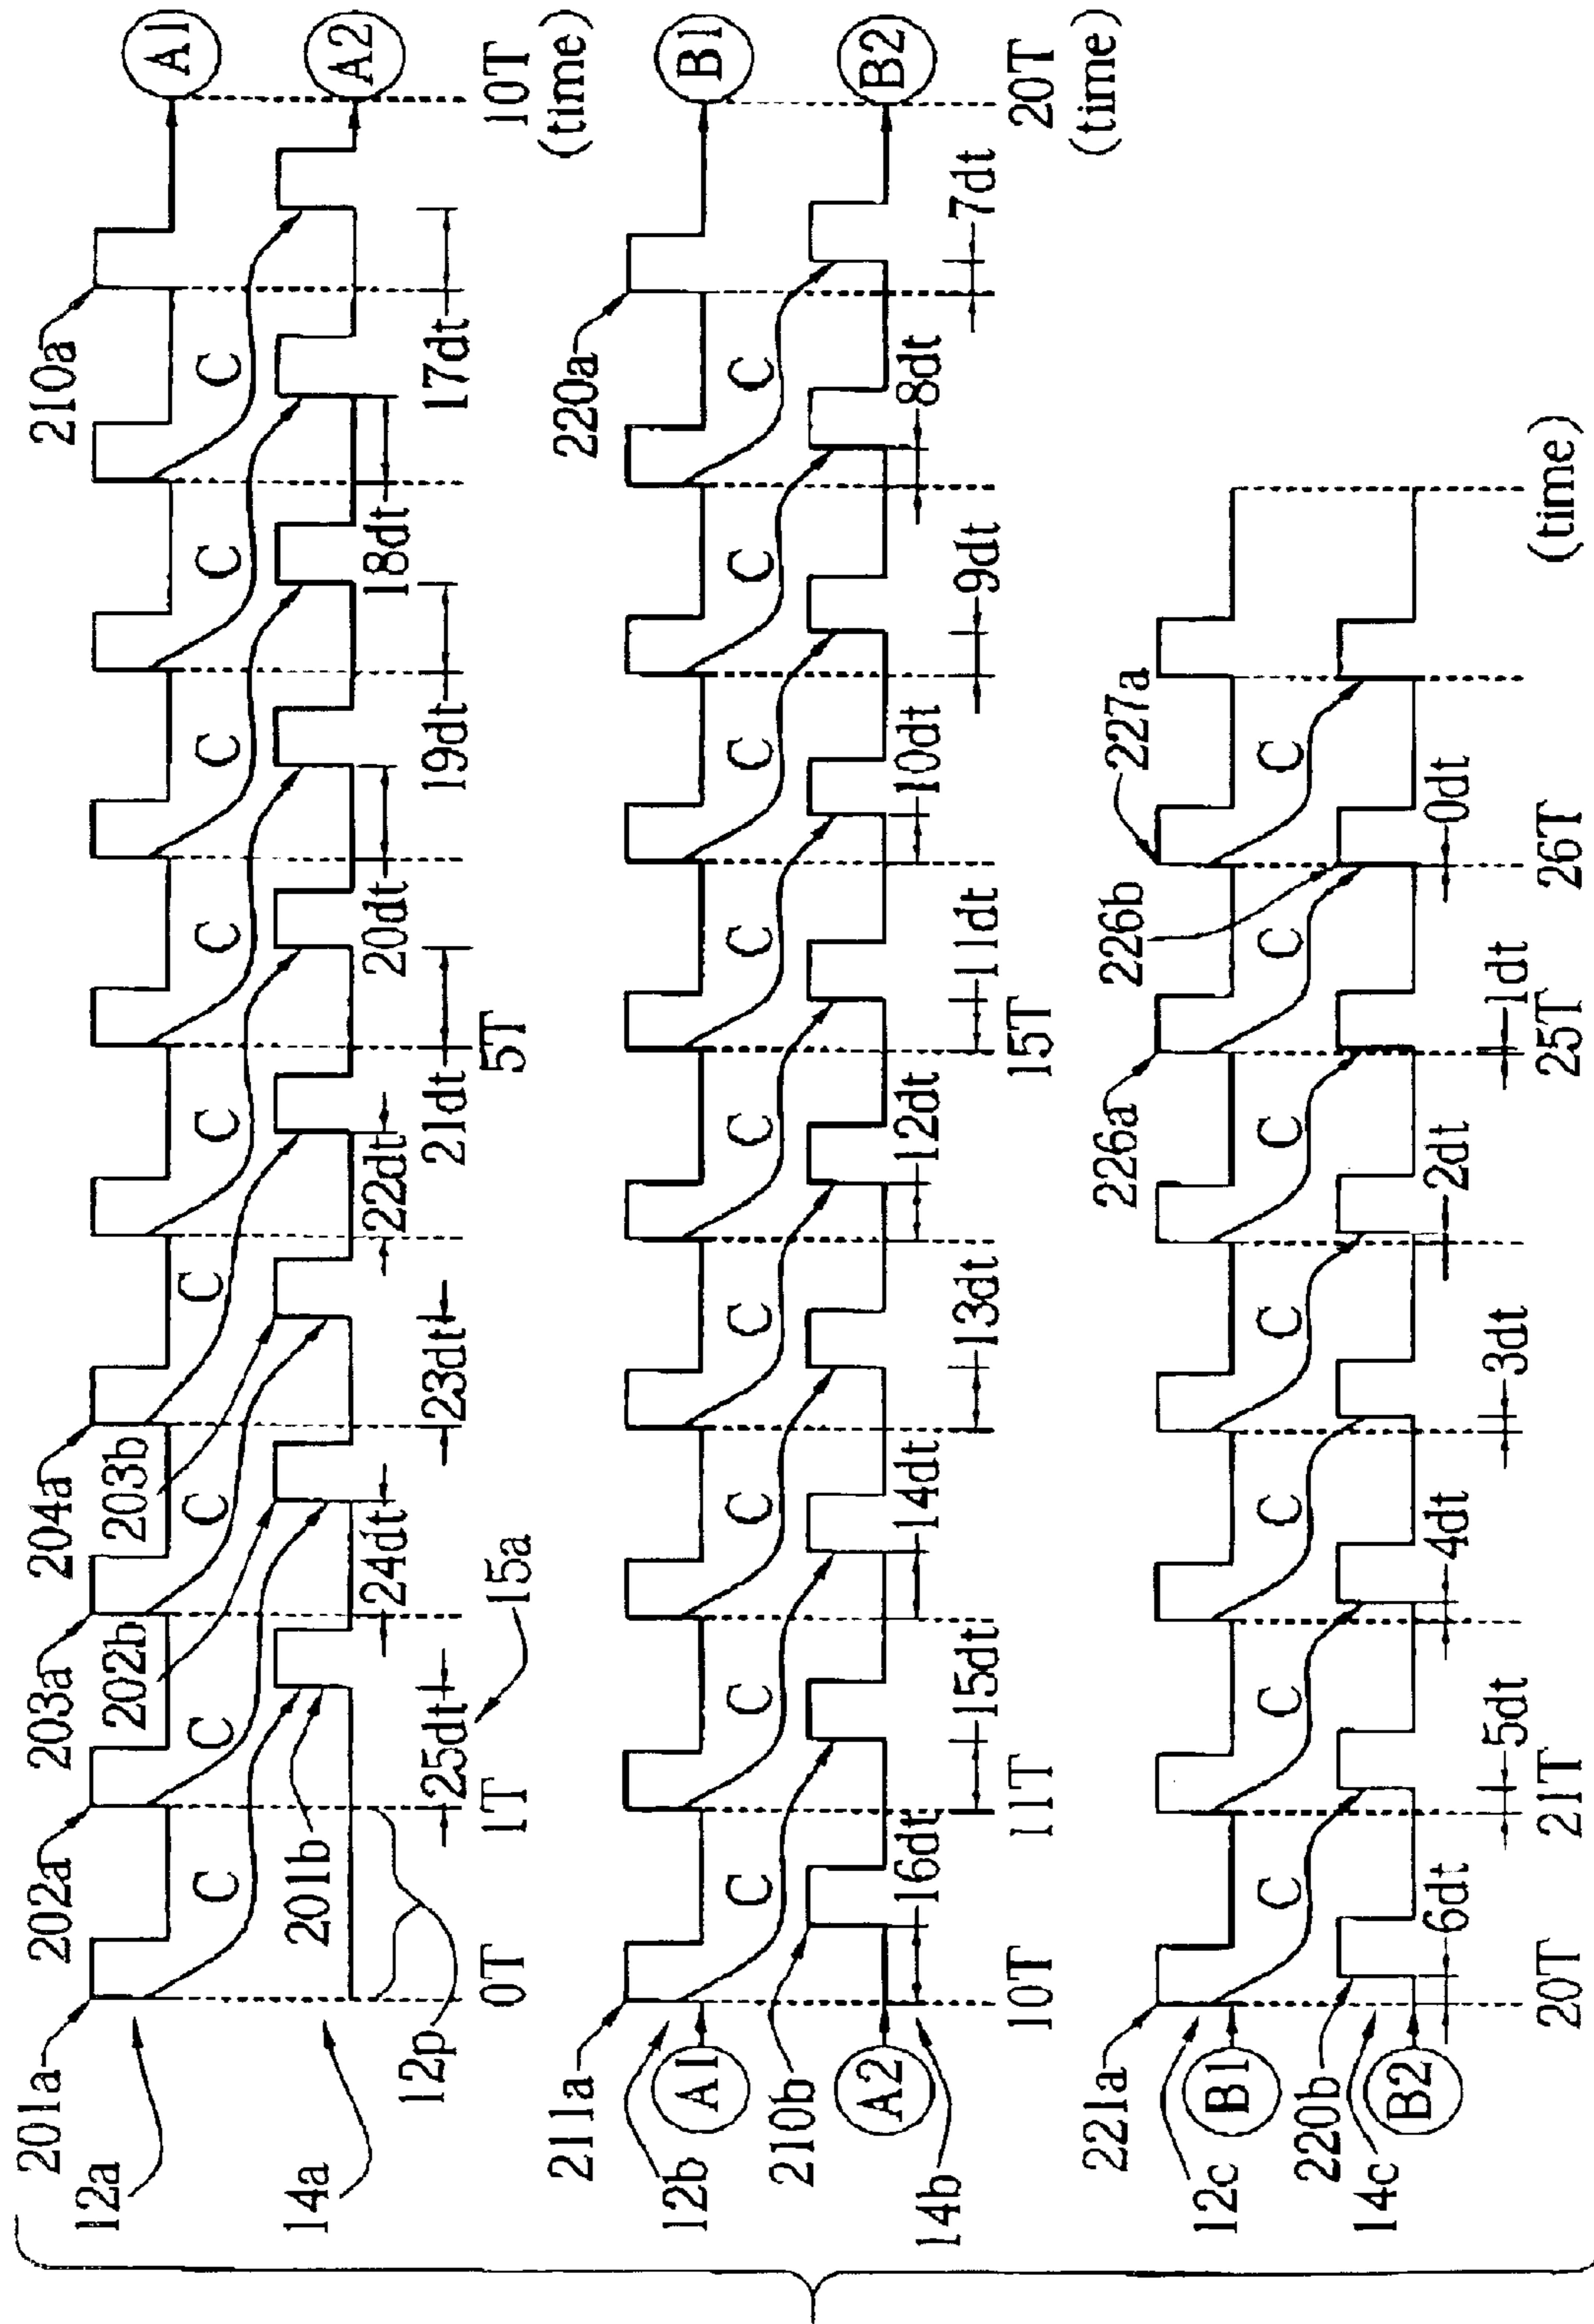 201a
202a
203a
204a
210a
12a
202b
203b
A1
C C C C C C C C C
14a
201b
A2
24dt 22dt 20dt 18dt
25dt 23dt 21dt 19dt 17dt
12p
15a
0T 1T 5T 10T
(time)
211a
220a
12b
A1
B1
C C C C C C C C C
210b
A2
B2
14b
16dt 14dt 12dt 10dt 8dt
15dt 13dt 11dt 9dt 7dt
10T 11T 15T 20T
(time)
221a
226a
226b
227a
12c
B1
C C C C C C C
220b
14c
B2
6dt 4dt 2dt 0dt
5dt 3dt 1dt
20T 21T 25T 26T
(time)